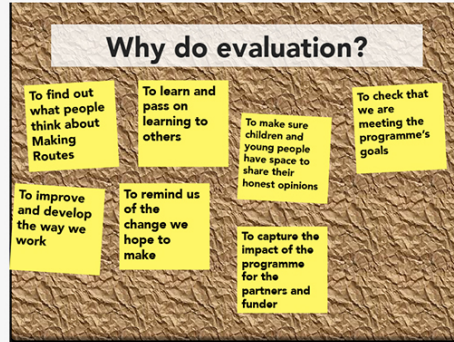 Why do evaluation?
To find out
what people
think about
Making
Routes
To learn and
pass on
learning to
others
To make sure
children and
young people
have space to
share their
honest opinions
To check that
we are
meeting the
programme's
goals
To improve
and develop
the way we
work
To remind us
of the
change we
hope to
make
To capture the
impact of the
programme
for the
partners and
funder